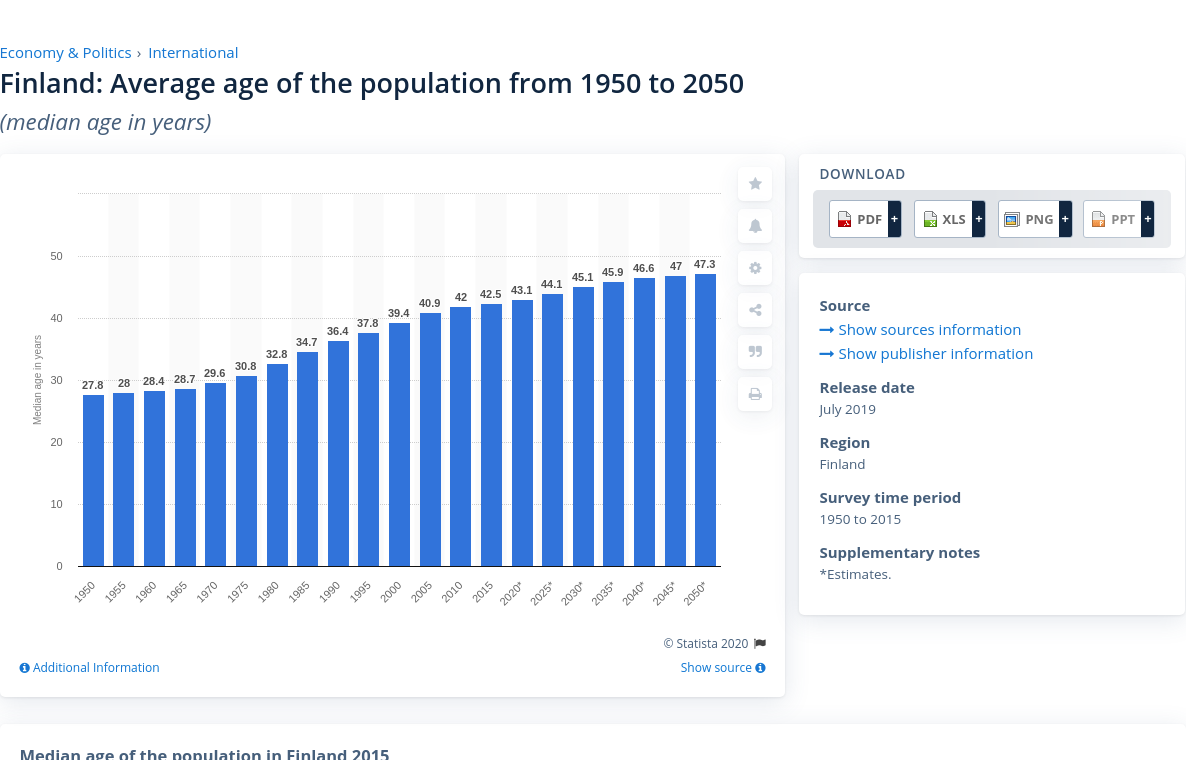 Economy & Politics › International
Finland: Average age of the population from 1950 to 2050
(median age in years)
Median age in years
50
40
30
20
10
0
27.8 28 28.4 28.7 29.6 30.8 32.8 34.7 36.4 37.8 39.4 40.9 42 42.5 43.1 44.1 45.1 45.9 46.6 47 47.3
1950 1955 1960 1965 1970 1975 1980 1985 1990 1995 2000 2005 2010 2015 2020* 2025* 2030* 2035* 2040* 2045* 2050*
© Statista 2020
Additional Information
Show source
DOWNLOAD
PDF + XLS + PNG + PPT +
Source
Show sources information
Show publisher information
Release date
July 2019
Region
Finland
Survey time period
1950 to 2015
Supplementary notes
*Estimates.
Median age of the population in Finland 2015